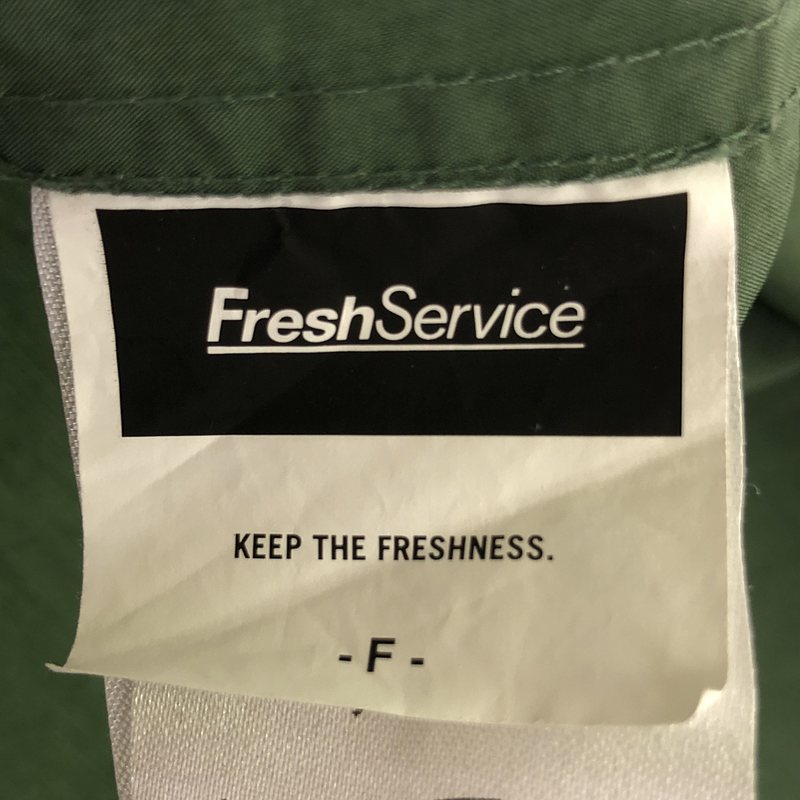 FreshService
KEEP THE FRESHNESS.
- F -